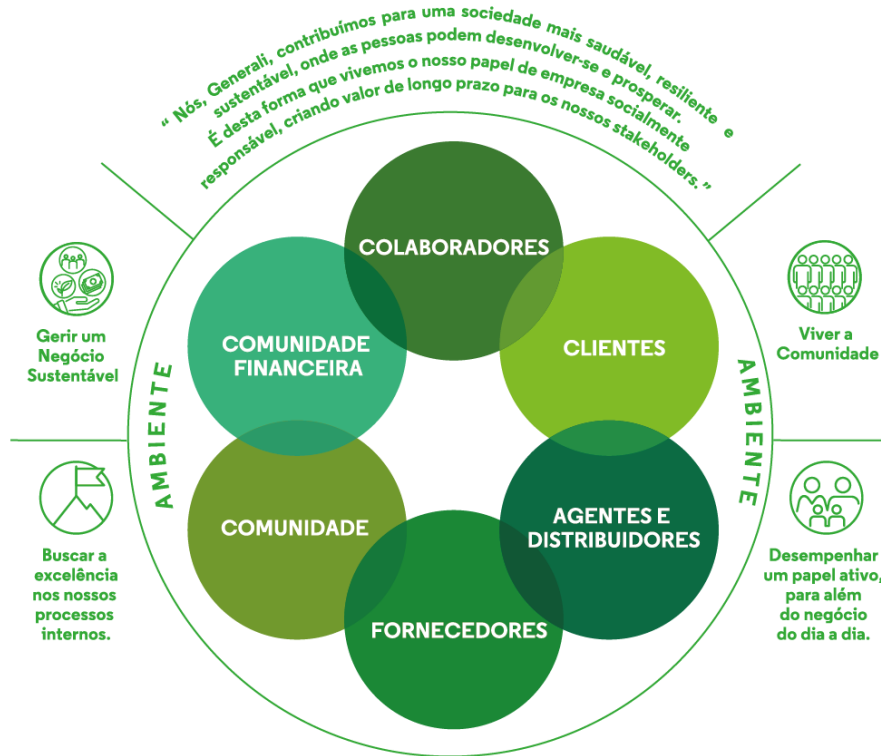 “ Nós, Generali, contribuímos para uma sociedade mais saudável, resiliente e
sustentável, onde as pessoas podem desenvolver-se e prosperar.
É desta forma que vivemos o nosso papel de empresa socialmente
responsável, criando valor de longo prazo para os nossos stakeholders. ”
COLABORADORES
COMUNIDADE
FINANCEIRA
CLIENTES
COMUNIDADE
AGENTES E
DISTRIBUIDORES
FORNECEDORES
AMBIENTE
AMBIENTE
Gerir um
Negócio
Sustentável
Viver a
Comunidade
Buscar a
excelência
nos nossos
processos
internos.
Desempenhar
um papel ativo,
para além
do negócio
do dia a dia.